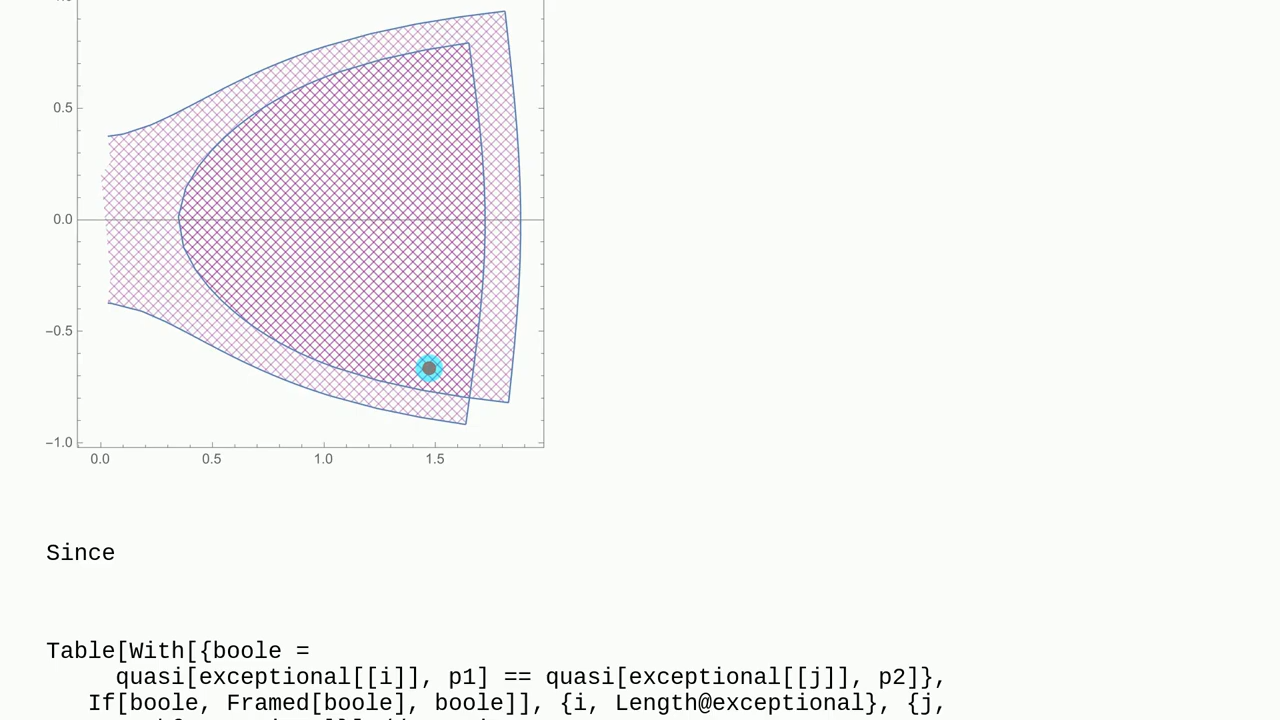 0.5
0.0
−0.5
−1.0
0.0 0.5 1.0 1.5
Since
Table[With[{boole =
quasi[exceptional[[i]], p1] == quasi[exceptional[[j]], p2]},
If[boole, Framed[boole], boole]], {i, Length@exceptional}, {j,